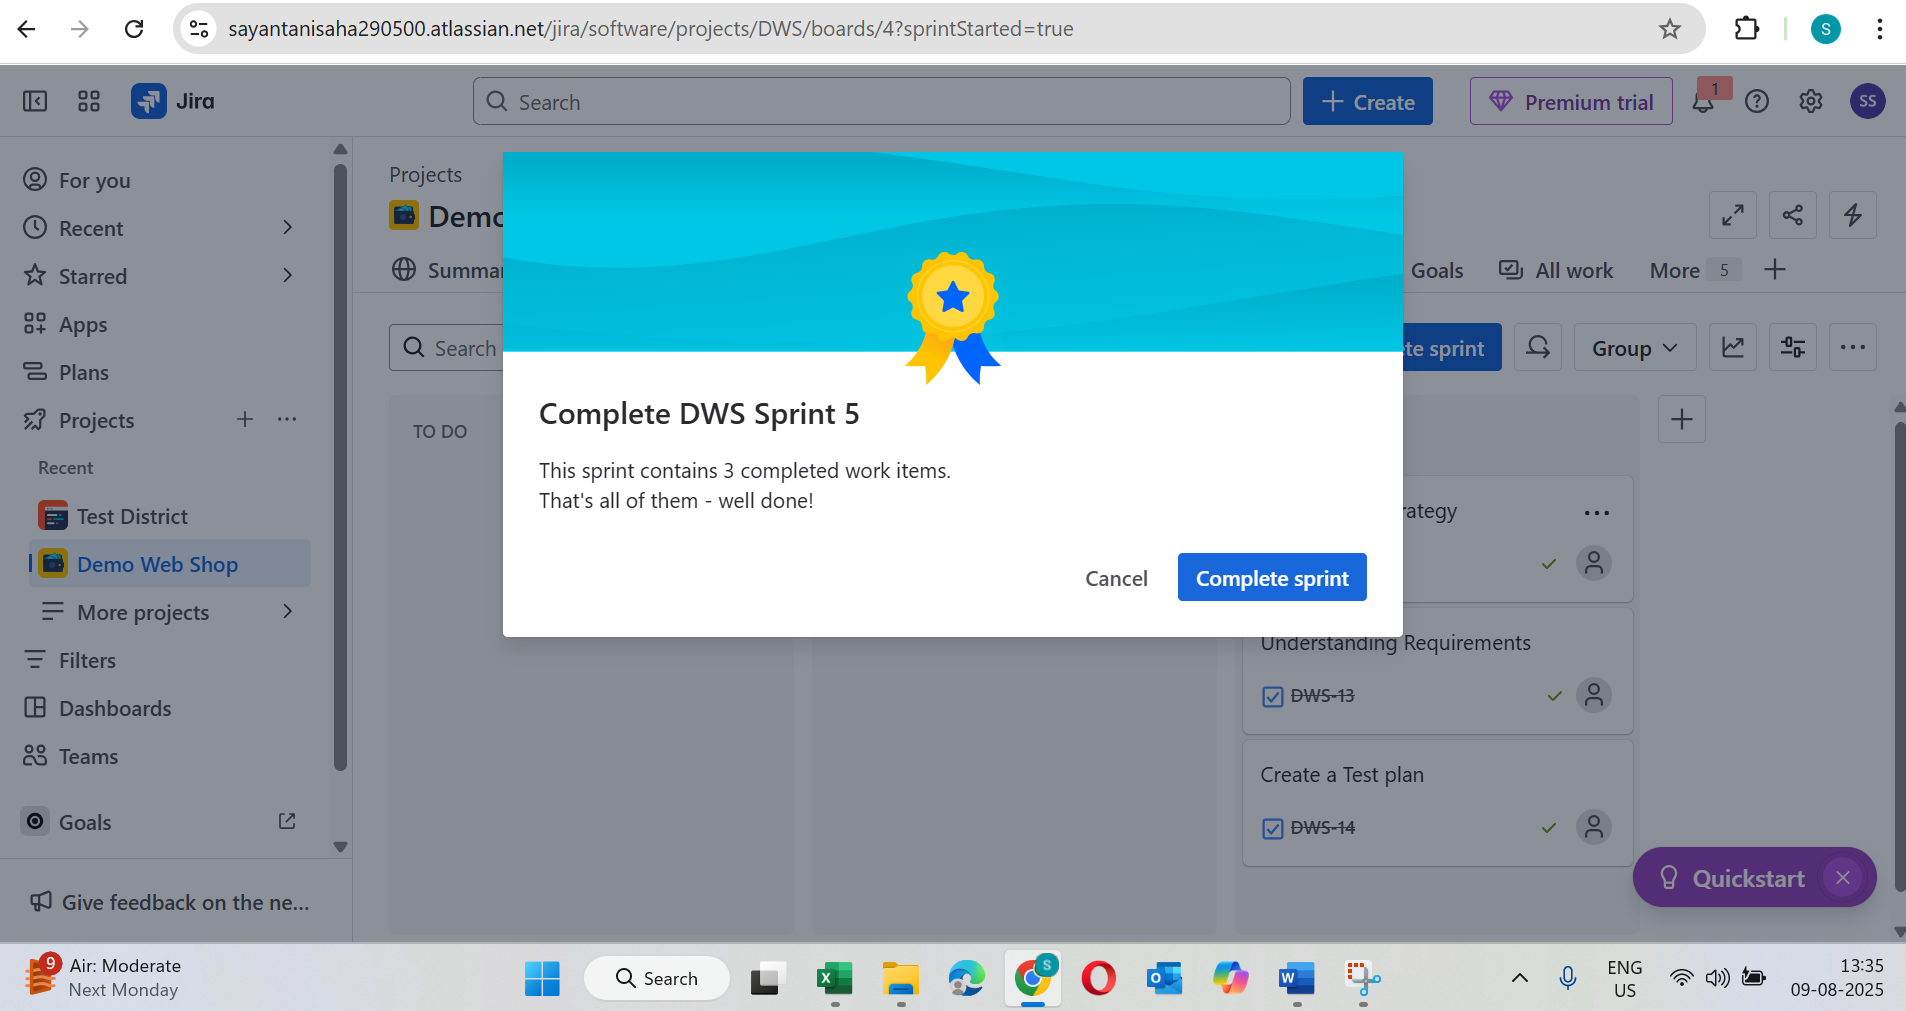 sayantanisaha290500.atlassian.net/jira/software/projects/DWS/boards/4?sprintStarted=true
S
Jira
Search
Create
Premium trial
1
SS
For you
Recent
Starred
Apps
Plans
Projects
Recent
Test District
Demo Web Shop
More projects
Filters
Dashboards
Teams
Goals
Give feedback on the ne...
Projects
Demo
Summar
Goals
All work
More 5
Search
te sprint
Group
TO DO
Complete DWS Sprint 5
This sprint contains 3 completed work items.
That's all of them - well done!
Cancel
Complete sprint
rategy
Understanding Requirements
DWS-13
Create a Test plan
DWS-14
Quickstart
9
Air: Moderate
Next Monday
Search
S
ENG
US
13:35
09-08-2025